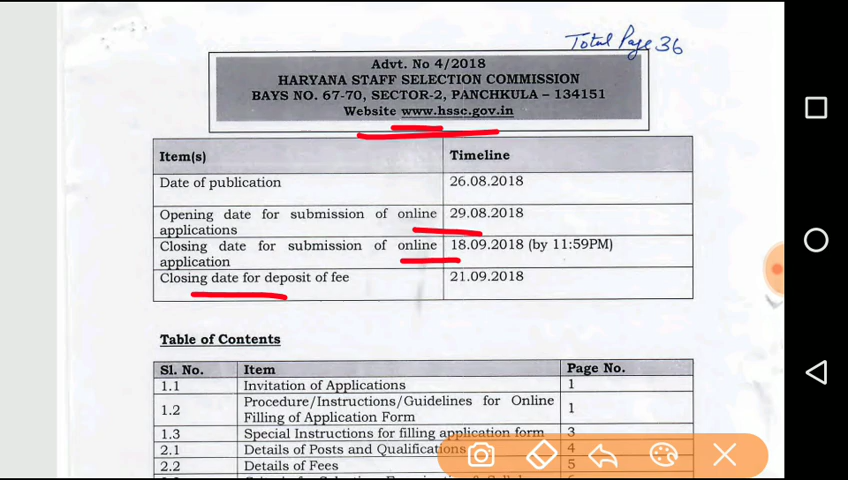 Total Page 36
Advt. No 4/2018
HARYANA STAFF SELECTION COMMISSION
BAYS NO. 67-70, SECTOR-2, PANCHKULA – 134151
Website www.hssc.gov.in
Item(s) Timeline
Date of publication 26.08.2018
Opening date for submission of online 29.08.2018
applications
Closing date for submission of online 18.09.2018 (by 11:59PM)
application
Closing date for deposit of fee 21.09.2018
Table of Contents
Sl. No. Item Page No.
1.1 Invitation of Applications 1
1.2 Procedure/Instructions/Guidelines for Online 1
Filling of Application Form
1.3 Special Instructions for filling application form 3
2.1 Details of Posts and Qualifications 4
2.2 Details of Fees 5